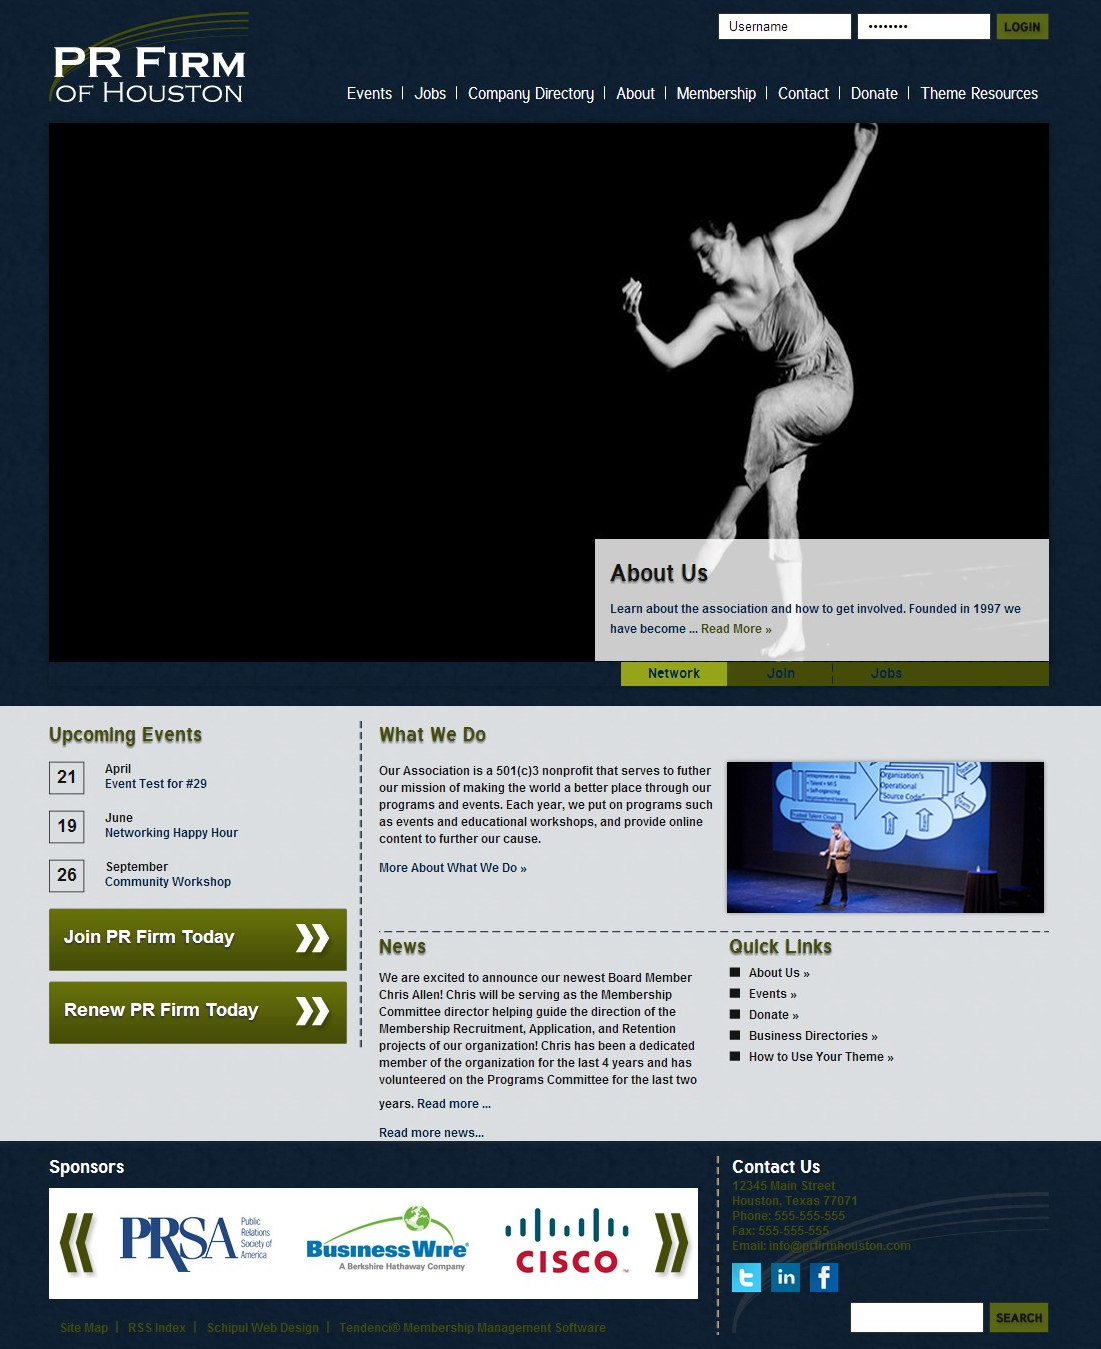 PR FIRM
OF HOUSTON
Username
••••••••
LOGIN
Events | Jobs | Company Directory | About | Membership | Contact | Donate | Theme Resources
About Us
Learn about the association and how to get involved. Founded in 1997 we
have become ... Read More »
Network
Join
Jobs
Upcoming Events
21
April
Event Test for #29
19
June
Networking Happy Hour
26
September
Community Workshop
Join PR Firm Today
Renew PR Firm Today
What We Do
Our Association is a 501(c)3 nonprofit that serves to futher
our mission of making the world a better place through our
programs and events. Each year, we put on programs such
as events and educational workshops, and provide online
content to further our cause.
More About What We Do »
Organization's
Operational
"Source Code"
News
We are excited to announce our newest Board Member
Chris Allen! Chris will be serving as the Membership
Committee director helping guide the direction of the
Membership Recruitment, Application, and Retention
projects of our organization! Chris has been a dedicated
member of the organization for the last 4 years and has
volunteered on the Programs Committee for the last two
years. Read more ...
Read more news...
Quick Links
About Us »
Events »
Donate »
Business Directories »
How to Use Your Theme »
Sponsors
PRSA
Public
Relations
Society of
America
BusinessWire
A Berkshire Hathaway Company
CISCO
Contact Us
12345 Main Street
Houston, Texas 77071
Phone: 555-555-555
Fax: 555-555-555
Email: info@prfirmhouston.com
SEARCH
Site Map | RSS Index | Schipul Web Design | Tendenci® Membership Management Software